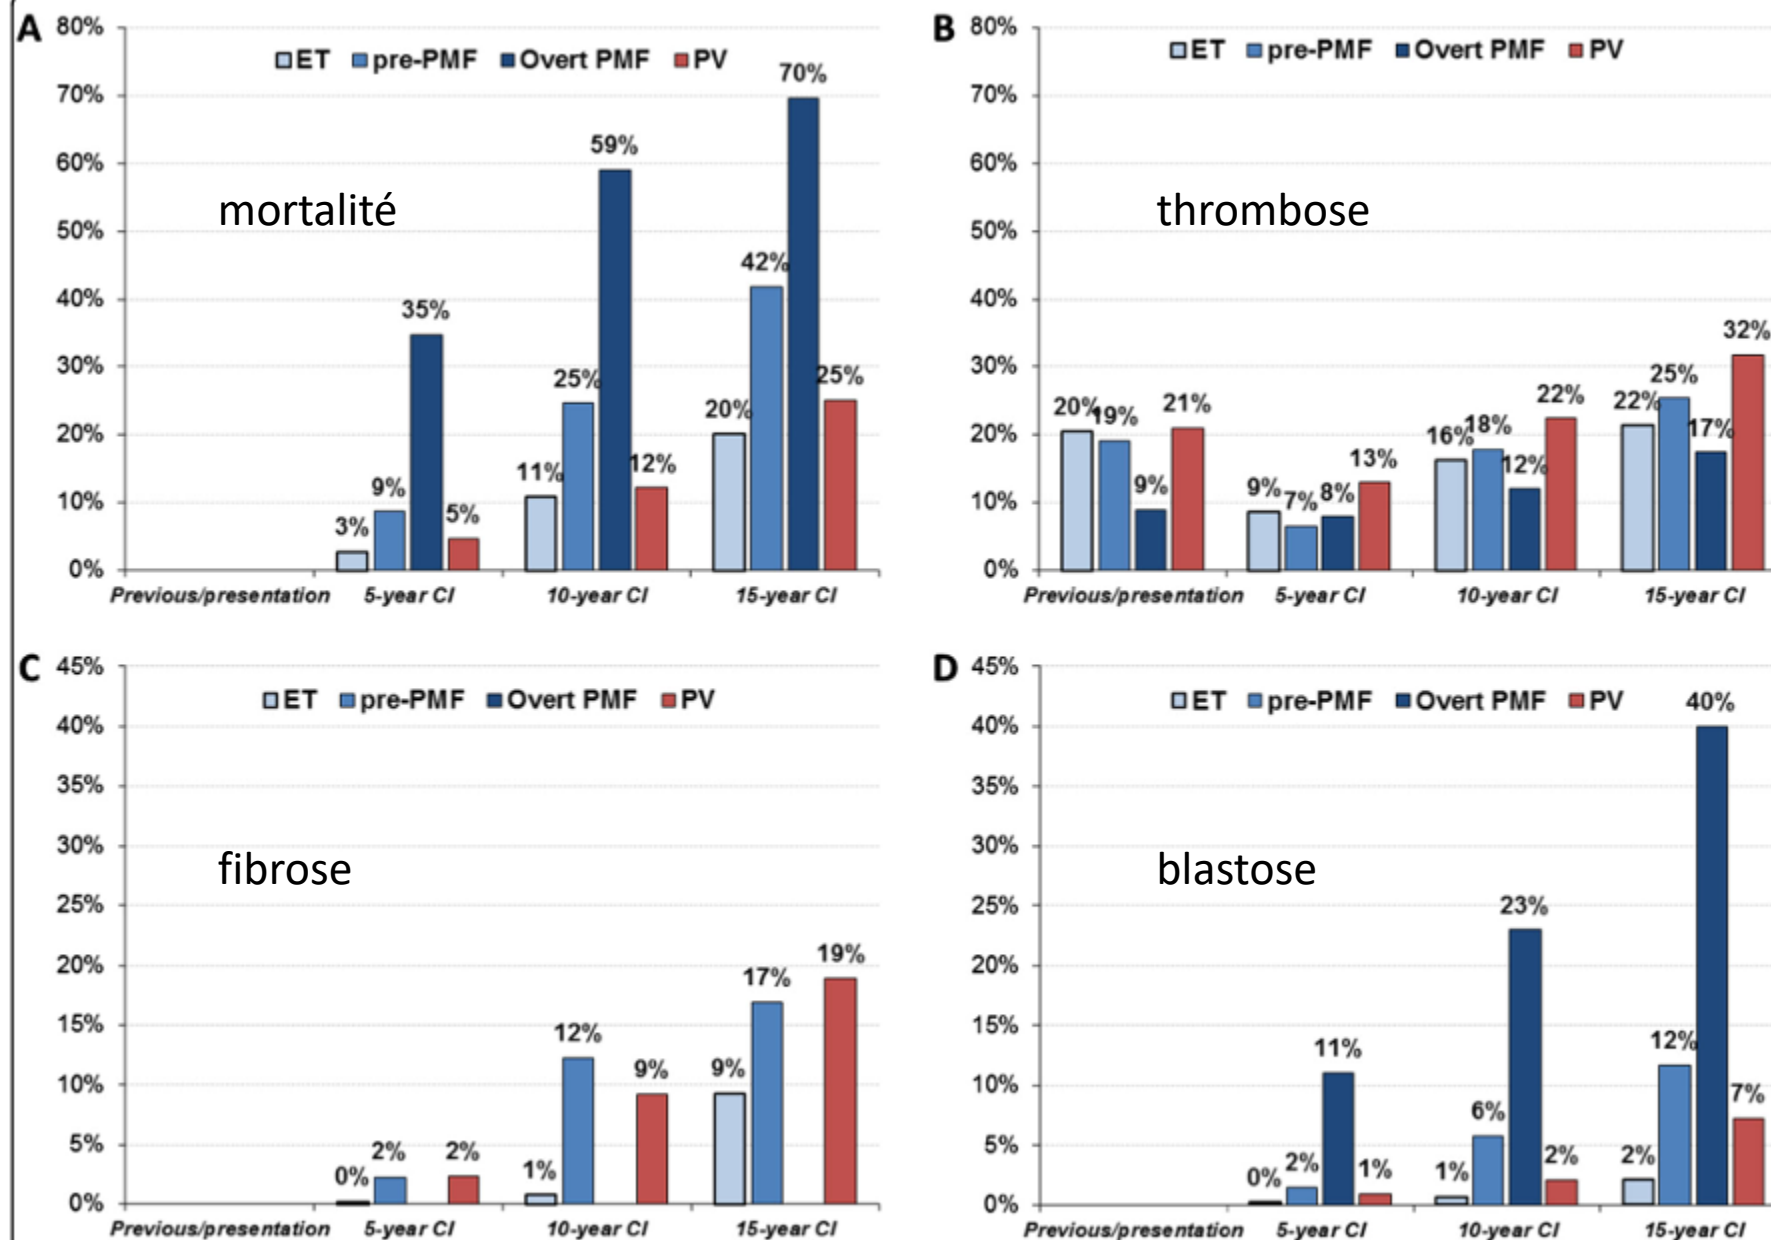 A
80%
70%
60%
50%
40%
30%
20%
10%
0%
ET pre-PMF Overt PMF PV
mortalité
3% 9% 35% 5%
11% 25% 59% 12%
20% 42% 70% 25%
Previous/presentation 5-year CI 10-year CI 15-year CI
B
80%
70%
60%
50%
40%
30%
20%
10%
0%
ET pre-PMF Overt PMF PV
thrombose
20% 19% 9% 21%
9% 7% 8% 13%
16% 18% 12% 22%
22% 25% 17% 32%
Previous/presentation 5-year CI 10-year CI 15-year CI
C
45%
40%
35%
30%
25%
20%
15%
10%
5%
0%
ET pre-PMF Overt PMF PV
fibrose
0% 2% 2%
1% 12% 9%
9% 17% 19%
Previous/presentation 5-year CI 10-year CI 15-year CI
D
45%
40%
35%
30%
25%
20%
15%
10%
5%
0%
ET pre-PMF Overt PMF PV
blastose
0% 2% 11% 1%
1% 6% 23% 2%
2% 12% 40% 7%
Previous/presentation 5-year CI 10-year CI 15-year CI